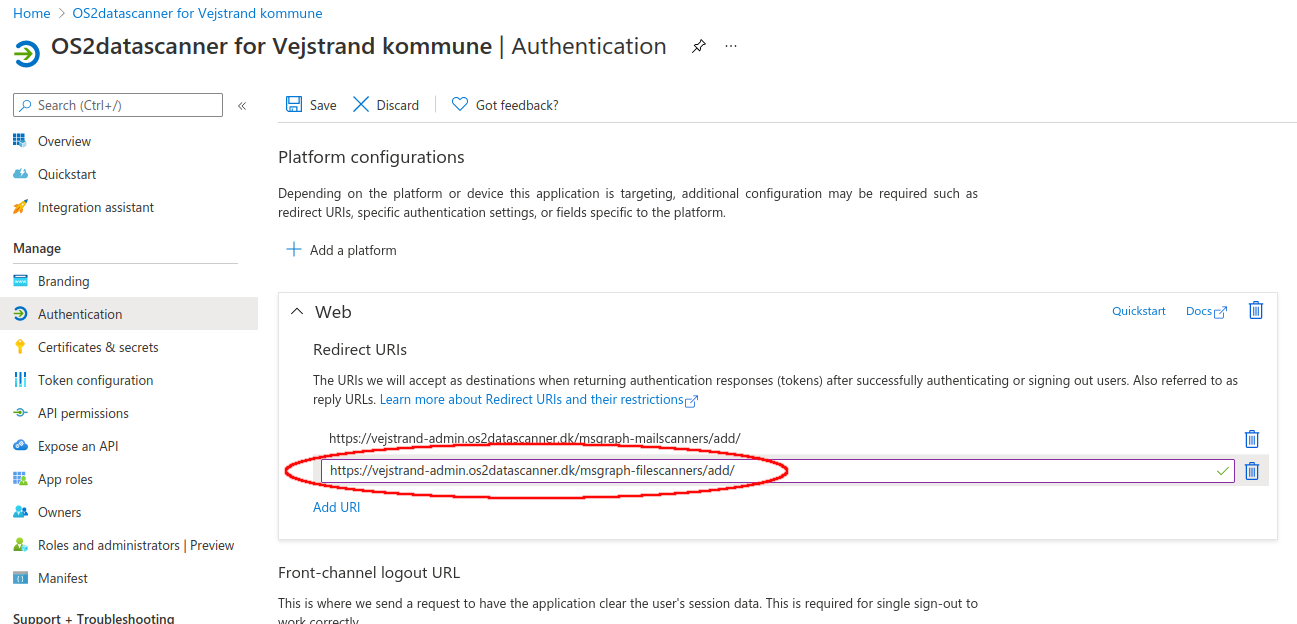 Home > OS2datascanner for Vejstrand kommune
OS2datascanner for Vejstrand kommune | Authentication
Search (Ctrl+/)
Overview
Quickstart
Integration assistant
Manage
Branding
Authentication
Certificates & secrets
Token configuration
API permissions
Expose an API
App roles
Owners
Roles and administrators | Preview
Manifest
Support + Troubleshooting
Save Discard Got feedback?
Platform configurations
Depending on the platform or device this application is targeting, additional configuration may be required such as
redirect URIs, specific authentication settings, or fields specific to the platform.
Add a platform
Web
Quickstart Docs
Redirect URIs
The URIs we will accept as destinations when returning authentication responses (tokens) after successfully authenticating or signing out users. Also referred to as
reply URLs. Learn more about Redirect URIs and their restrictions
https://vejstrand-admin.os2datascanner.dk/msgraph-mailscanners/add/
https://vejstrand-admin.os2datascanner.dk/msgraph-filescanners/add/
Add URI
Front-channel logout URL
This is where we send a request to have the application clear the user's session data. This is required for single sign-out to
work correctly.